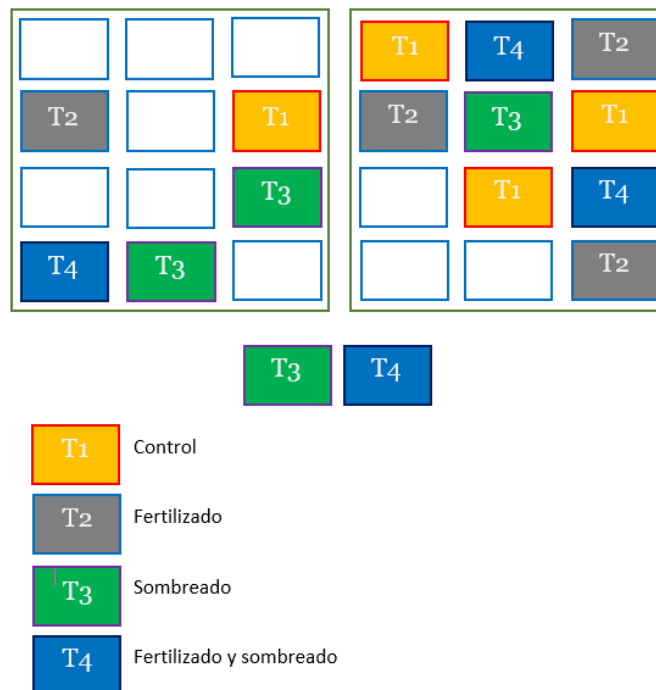 T1 T4 T2
T2 T1 T2 T3 T1
T3 T1 T4
T4 T3 T2
T3 T4
T1 Control
T2 Fertilizado
T3 Sombreado
T4 Fertilizado y sombreado